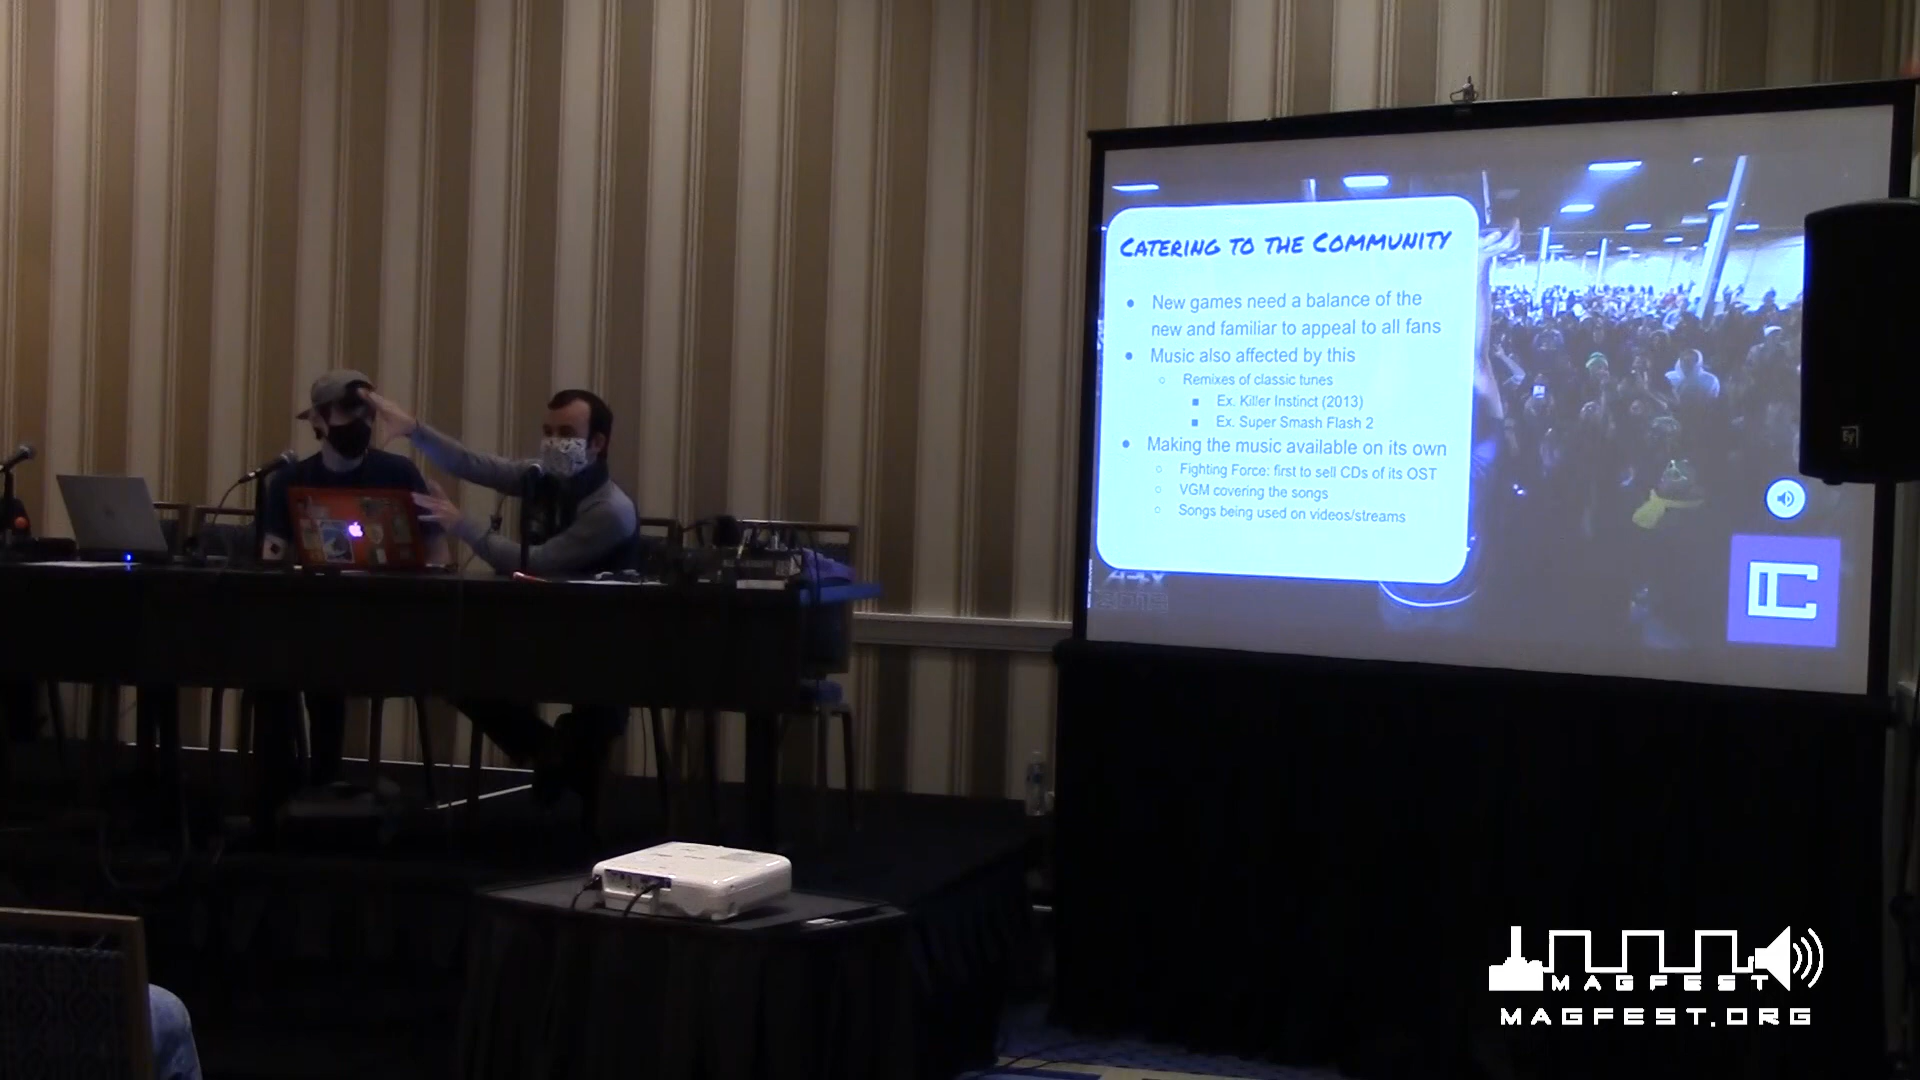 CATERING TO THE COMMUNITY
● New games need a balance of the
new and familiar to appeal to all fans
● Music also affected by this
○ Remixes of classic tunes
■ Ex. Killer Instinct (2013)
■ Ex. Super Smash Flash 2
● Making the music available on its own
○ Fighting Force: first to sell CDs of its OST
○ VGM covering the songs
○ Songs being used on videos/streams
MAGFEST
MAGFEST.ORG